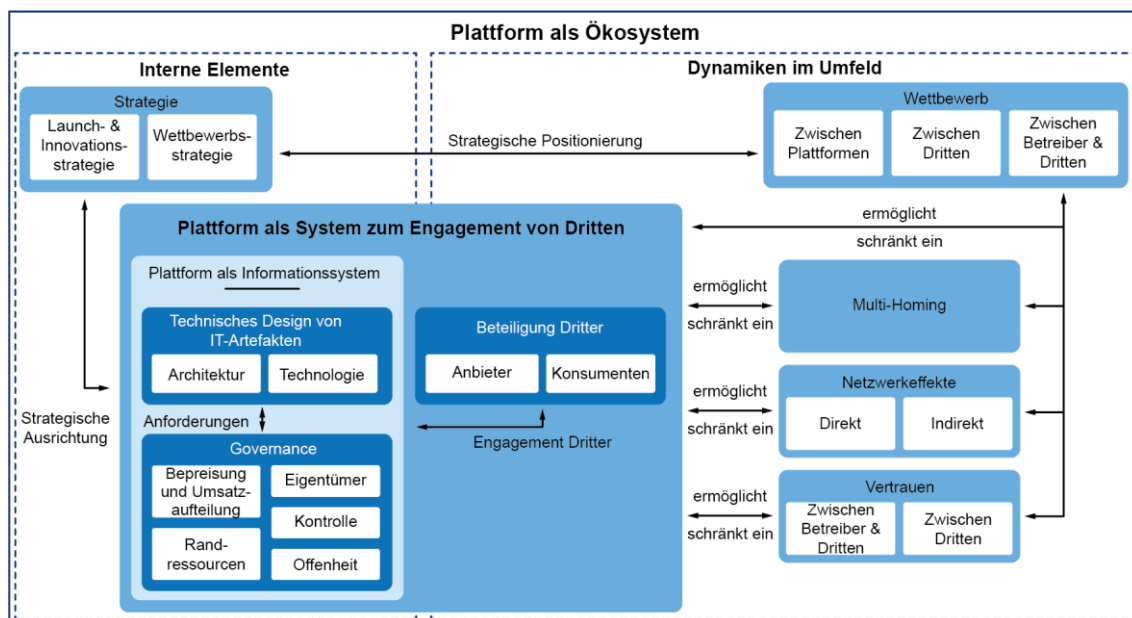 Plattform als Ökosystem
Interne Elemente
Dynamiken im Umfeld
Strategie
Launch- &
Innovations-
strategie
Wettbewerbs-
strategie
Strategische Positionierung
Wettbewerb
Zwischen
Plattformen
Zwischen
Dritten
Zwischen
Betreiber &
Dritten
Plattform als System zum Engagement von Dritten
ermöglicht
schränkt ein
Plattform als Informationssystem
Technisches Design von
IT-Artefakten
Architektur
Technologie
Beteiligung Dritter
Anbieter
Konsumenten
ermöglicht
schränkt ein
Multi-Homing
Strategische
Ausrichtung
Anforderungen
Engagement Dritter
ermöglicht
schränkt ein
Netzwerkeffekte
Direkt
Indirekt
Governance
Bepreisung
und Umsatz-
aufteilung
Eigentümer
Kontrolle
Rand-
ressourcen
Offenheit
ermöglicht
schränkt ein
Vertrauen
Zwischen
Betreiber &
Dritten
Zwischen
Dritten